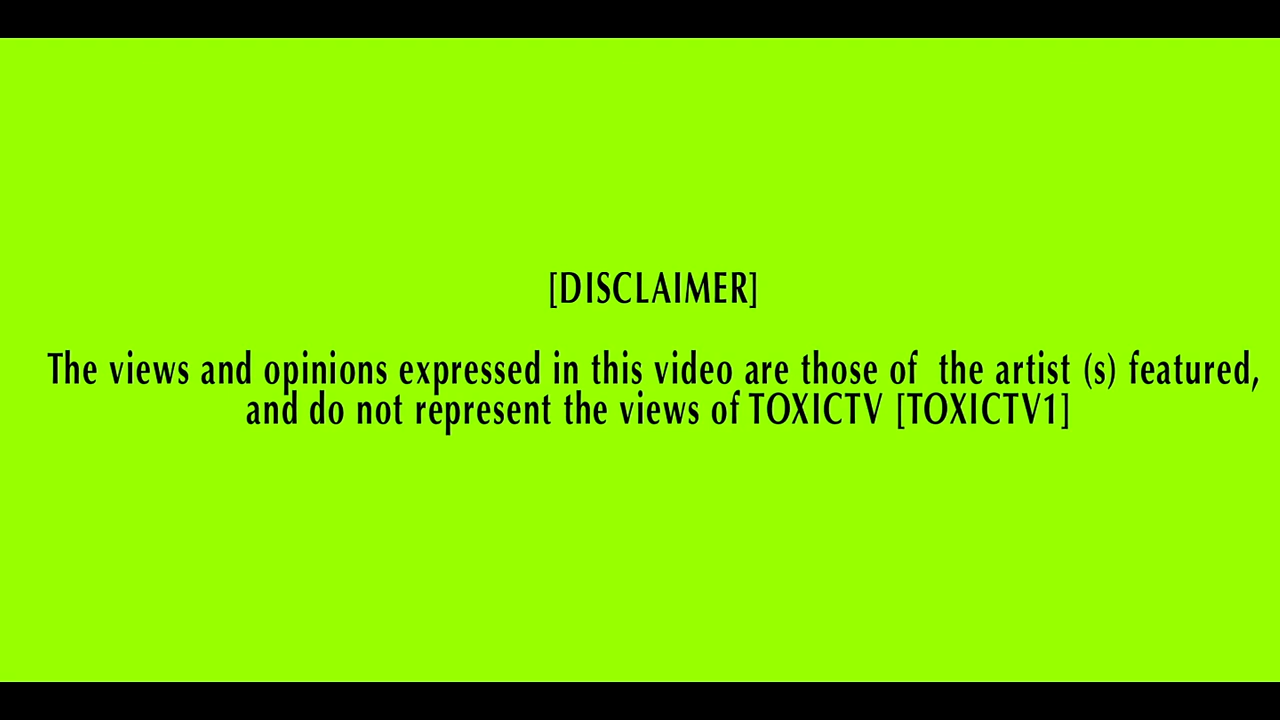 [DISCLAIMER]
The views and opinions expressed in this video are those of  the artist (s) featured,
and do not represent the views of TOXICTV [TOXICTV1]